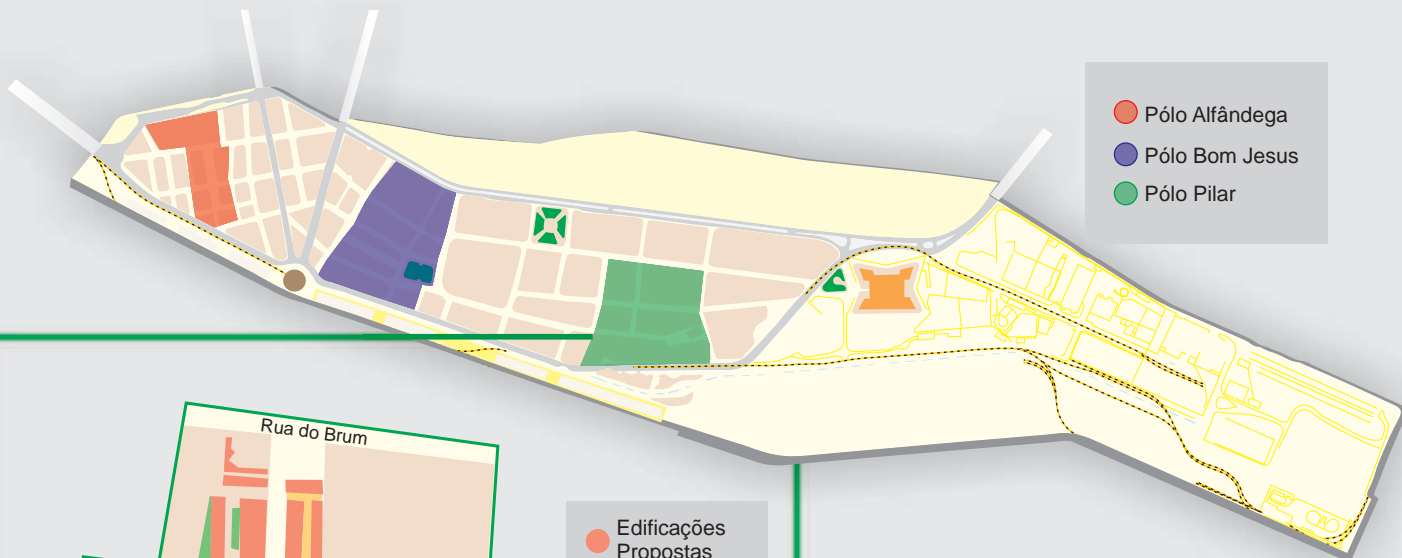 Pólo Alfândega
Pólo Bom Jesus
Pólo Pilar
Rua do Brum
Edificações
Propostas